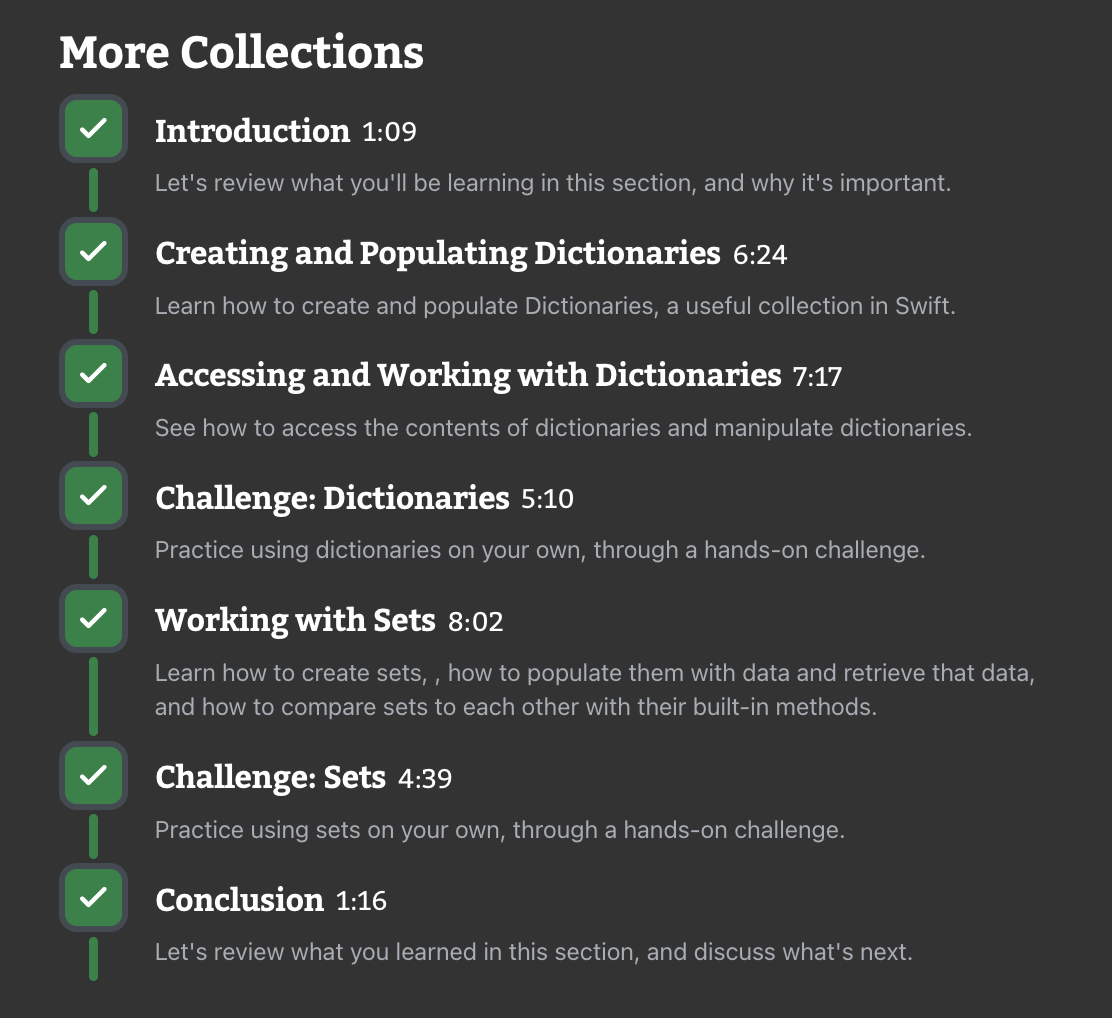 More Collections
Introduction 1:09
Let's review what you'll be learning in this section, and why it's important.
Creating and Populating Dictionaries 6:24
Learn how to create and populate Dictionaries, a useful collection in Swift.
Accessing and Working with Dictionaries 7:17
See how to access the contents of dictionaries and manipulate dictionaries.
Challenge: Dictionaries 5:10
Practice using dictionaries on your own, through a hands-on challenge.
Working with Sets 8:02
Learn how to create sets, , how to populate them with data and retrieve that data,
and how to compare sets to each other with their built-in methods.
Challenge: Sets 4:39
Practice using sets on your own, through a hands-on challenge.
Conclusion 1:16
Let's review what you learned in this section, and discuss what's next.